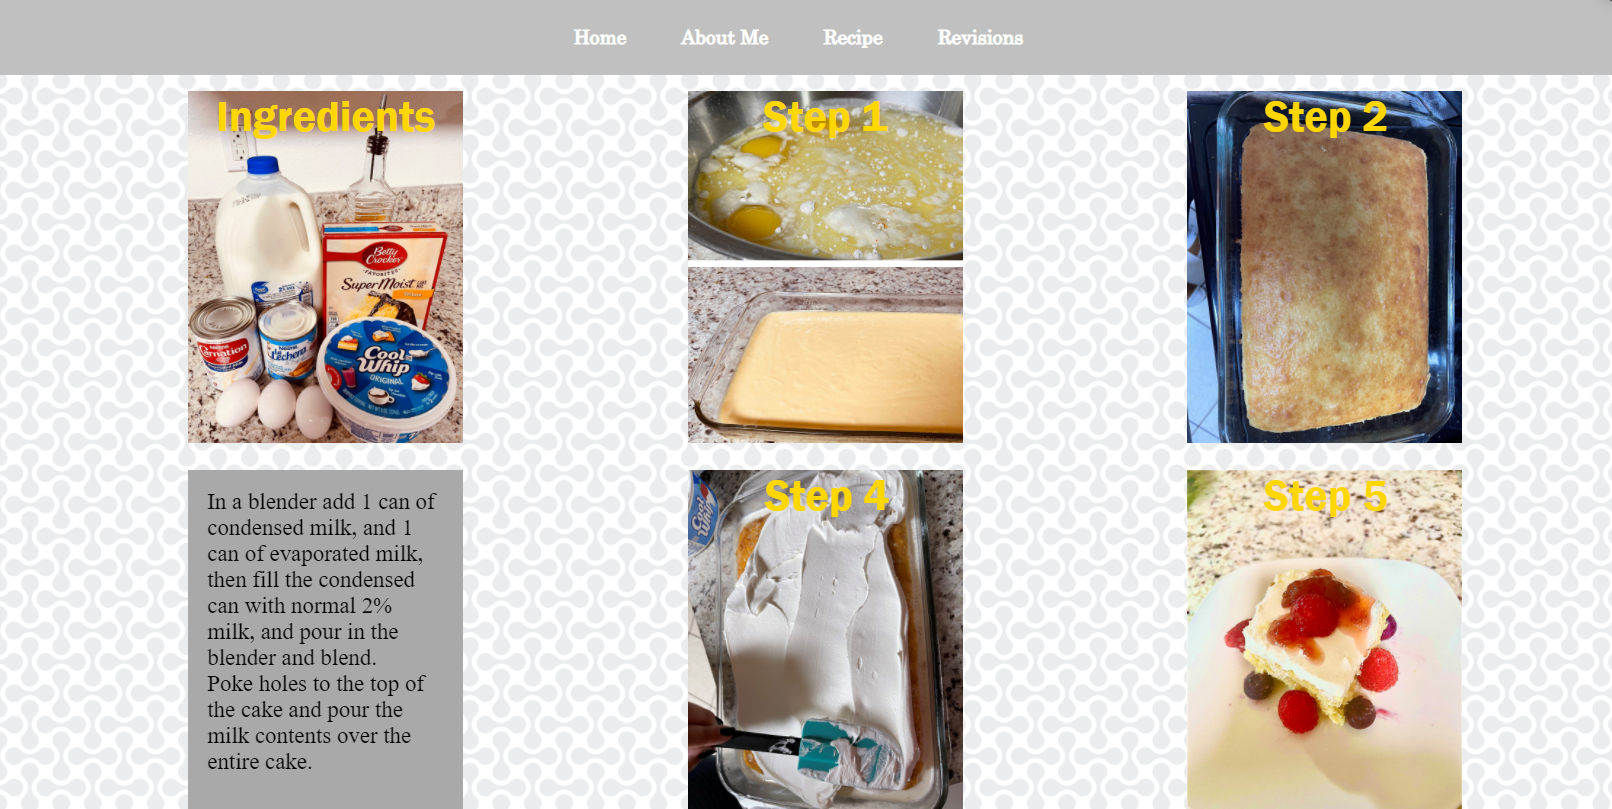 Home About Me Recipe Revisions
Ingredients
Betty
Crocker
FAVORITES
Super Moist
Carnation
Nestle
La Lechera
Cool
Whip
ORIGINAL
Step 1
Step 2
In a blender add 1 can of
condensed milk, and 1
can of evaporated milk,
then fill the condensed
can with normal 2%
milk, and pour in the
blender and blend.
Poke holes to the top of
the cake and pour the
milk contents over the
entire cake.
Cool
Whip
Step 4
Step 5